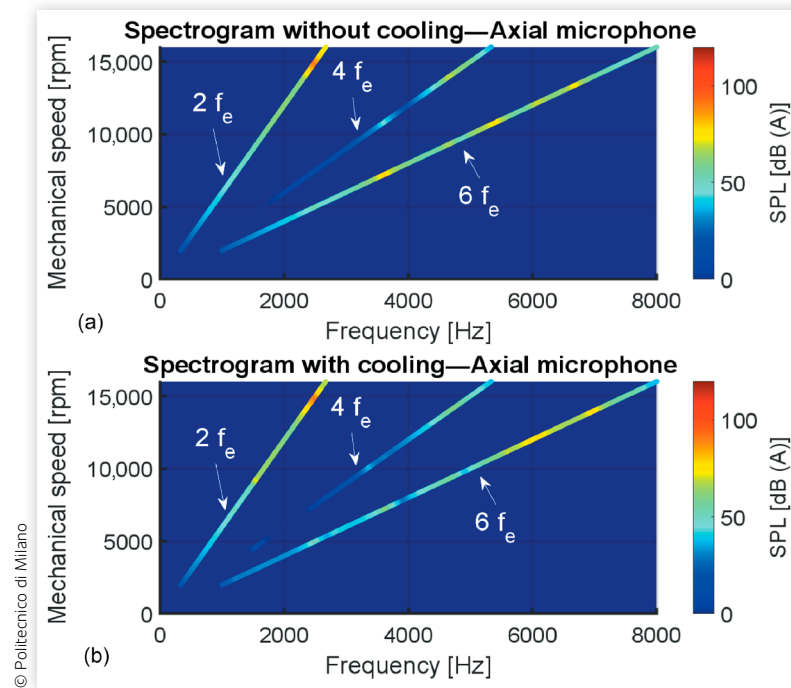 Spectrogram without cooling—Axial microphone
Mechanical speed [rpm]
15,000
10,000
5000
0
2 fe
4 fe
6 fe
0 2000 4000 6000 8000
Frequency [Hz]
100
50
0
SPL [dB (A)]
(a)
Spectrogram with cooling—Axial microphone
Mechanical speed [rpm]
15,000
10,000
5000
0
2 fe
4 fe
6 fe
0 2000 4000 6000 8000
Frequency [Hz]
100
50
0
SPL [dB (A)]
(b)
© Politecnico di Milano